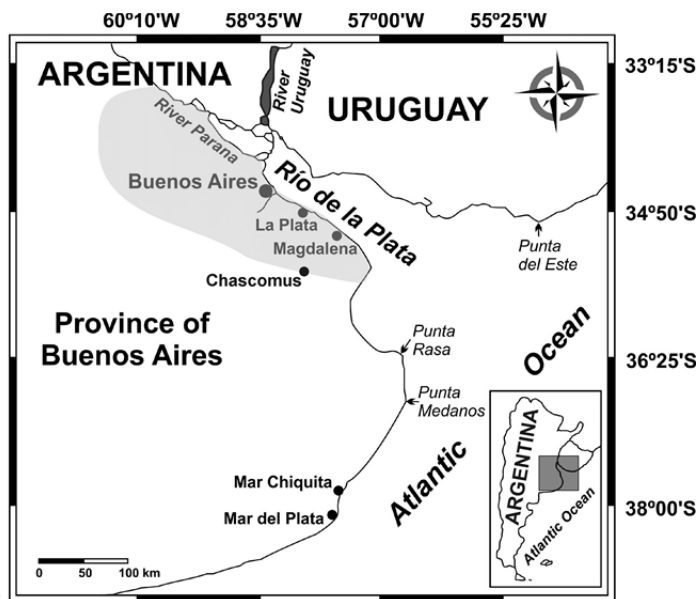 60º10'W 58º35'W 57º00'W 55º25'W
33º15'S
ARGENTINA
River
Uruguay
URUGUAY
River Parana
Buenos Aires
Río de la Plata
34º50'S
La Plata
Magdalena
Punta
del Este
Chascomus
Province of
Buenos Aires
Punta
Rasa
Ocean
36º25'S
Punta
Medanos
Atlantic
Mar Chiquita
Mar del Plata
38º00'S
ARGENTINA
Atlantic Ocean
0 50 100 km